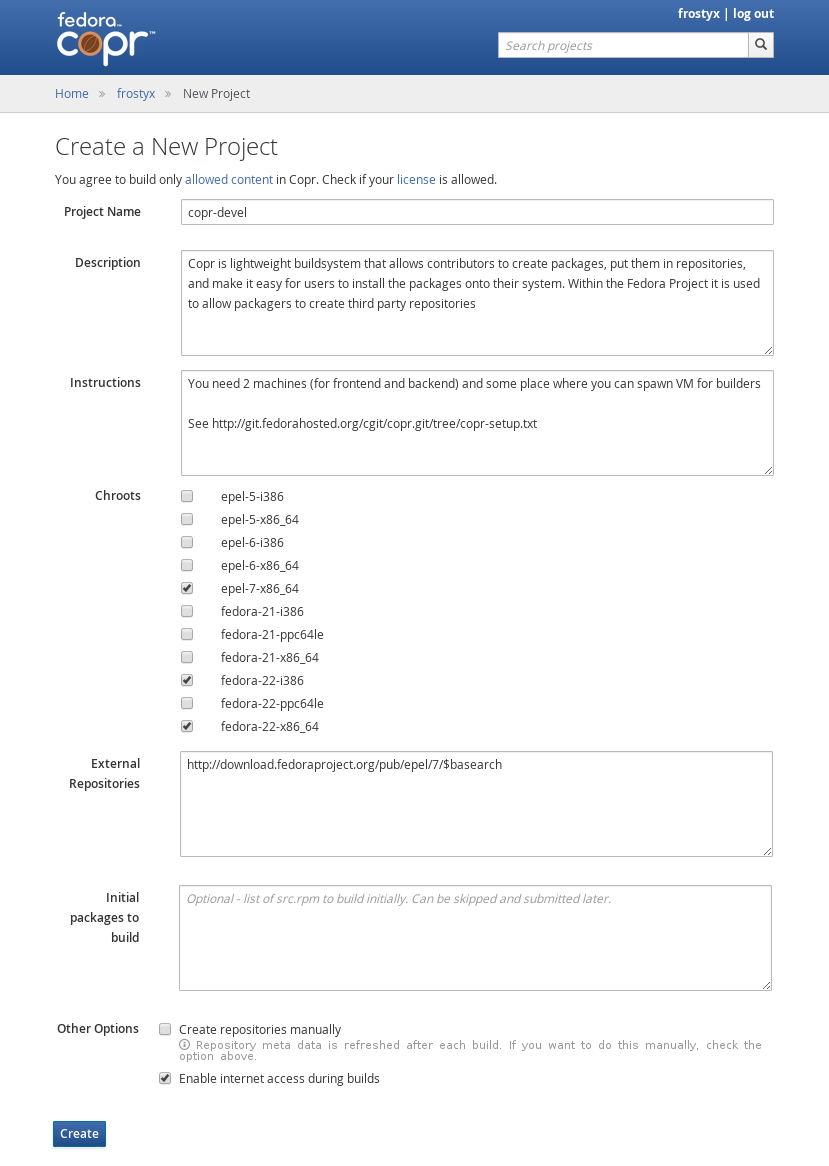 fedora™
copr™
frostyx | log out
Search projects
Home » frostyx » New Project
Create a New Project
You agree to build only allowed content in Copr. Check if your license is allowed.
Project Name
copr-devel
Description
Copr is lightweight buildsystem that allows contributors to create packages, put them in repositories,
and make it easy for users to install the packages onto their system. Within the Fedora Project it is used
to allow packagers to create third party repositories
Instructions
You need 2 machines (for frontend and backend) and some place where you can spawn VM for builders
See http://git.fedorahosted.org/cgit/copr.git/tree/copr-setup.txt
Chroots
epel-5-i386
epel-5-x86_64
epel-6-i386
epel-6-x86_64
epel-7-x86_64
fedora-21-i386
fedora-21-ppc64le
fedora-21-x86_64
fedora-22-i386
fedora-22-ppc64le
fedora-22-x86_64
External
Repositories
http://download.fedoraproject.org/pub/epel/7/$basearch
Initial
packages to
build
Optional - list of src.rpm to build initially. Can be skipped and submitted later.
Other Options
Create repositories manually
Repository meta data is refreshed after each build. If you want to do this manually, check the
option above.
Enable internet access during builds
Create